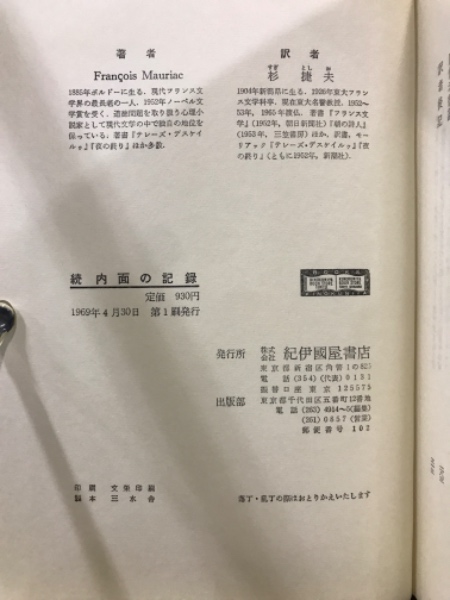 著者
François Mauriac
1885年ボルドーに生る．現代フランス文
学界の最長老の一人．1952年ノーベル文
学賞を受く．道徳問題を取り扱う心理小
説家として現代文学の中で独自の地位を
保っている．著書『テレーズ・デスケイ
ルゥ』『夜の終り』ほか多数．
訳者
すぎ とし お
杉 捷夫
1904年新潟県に生る．1926年東大フラン
ス文学科卒．現在東大名誉教授．1952〜
53年，1965年渡仏．著書『フランス文
学』(1952年，朝日新聞社)『朝の詩人』
(1953年，三笠書房) ほか．訳書，モー
リアック『テレーズ・デスケイルゥ』『夜
の終り』(ともに1952年，新潮社)．
続 内面の記録
定価 930円
1969年4月30日 第1刷発行
発行所 株式会社 紀伊國屋書店
東京都新宿区角筈1の826
電話 (354) (代表) 0131
振替口座 東京 125575
出版部 東京都千代田区五番町12番地
電話 (263) 4914〜5(編集)
(261) 0857 (営業)
郵便番号 102
印刷 文栄印刷
製本 三水舎
落丁・乱丁の際はおとりかえいたします
訳者後記